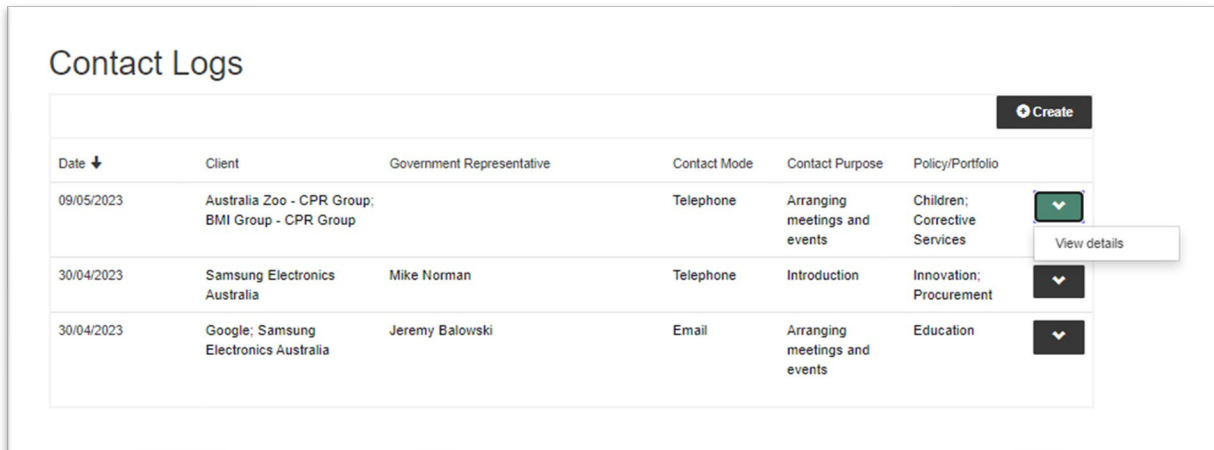 Contact Logs
Create
Date Client Government Representative Contact Mode Contact Purpose Policy/Portfolio
09/05/2023 Australia Zoo - CPR Group; Telephone Arranging Children;
BMI Group - CPR Group meetings and Corrective
events Services
View details
30/04/2023 Samsung Electronics Mike Norman Telephone Introduction Innovation;
Australia Procurement
30/04/2023 Google; Samsung Jeremy Balowski Email Arranging Education
Electronics Australia meetings and
events